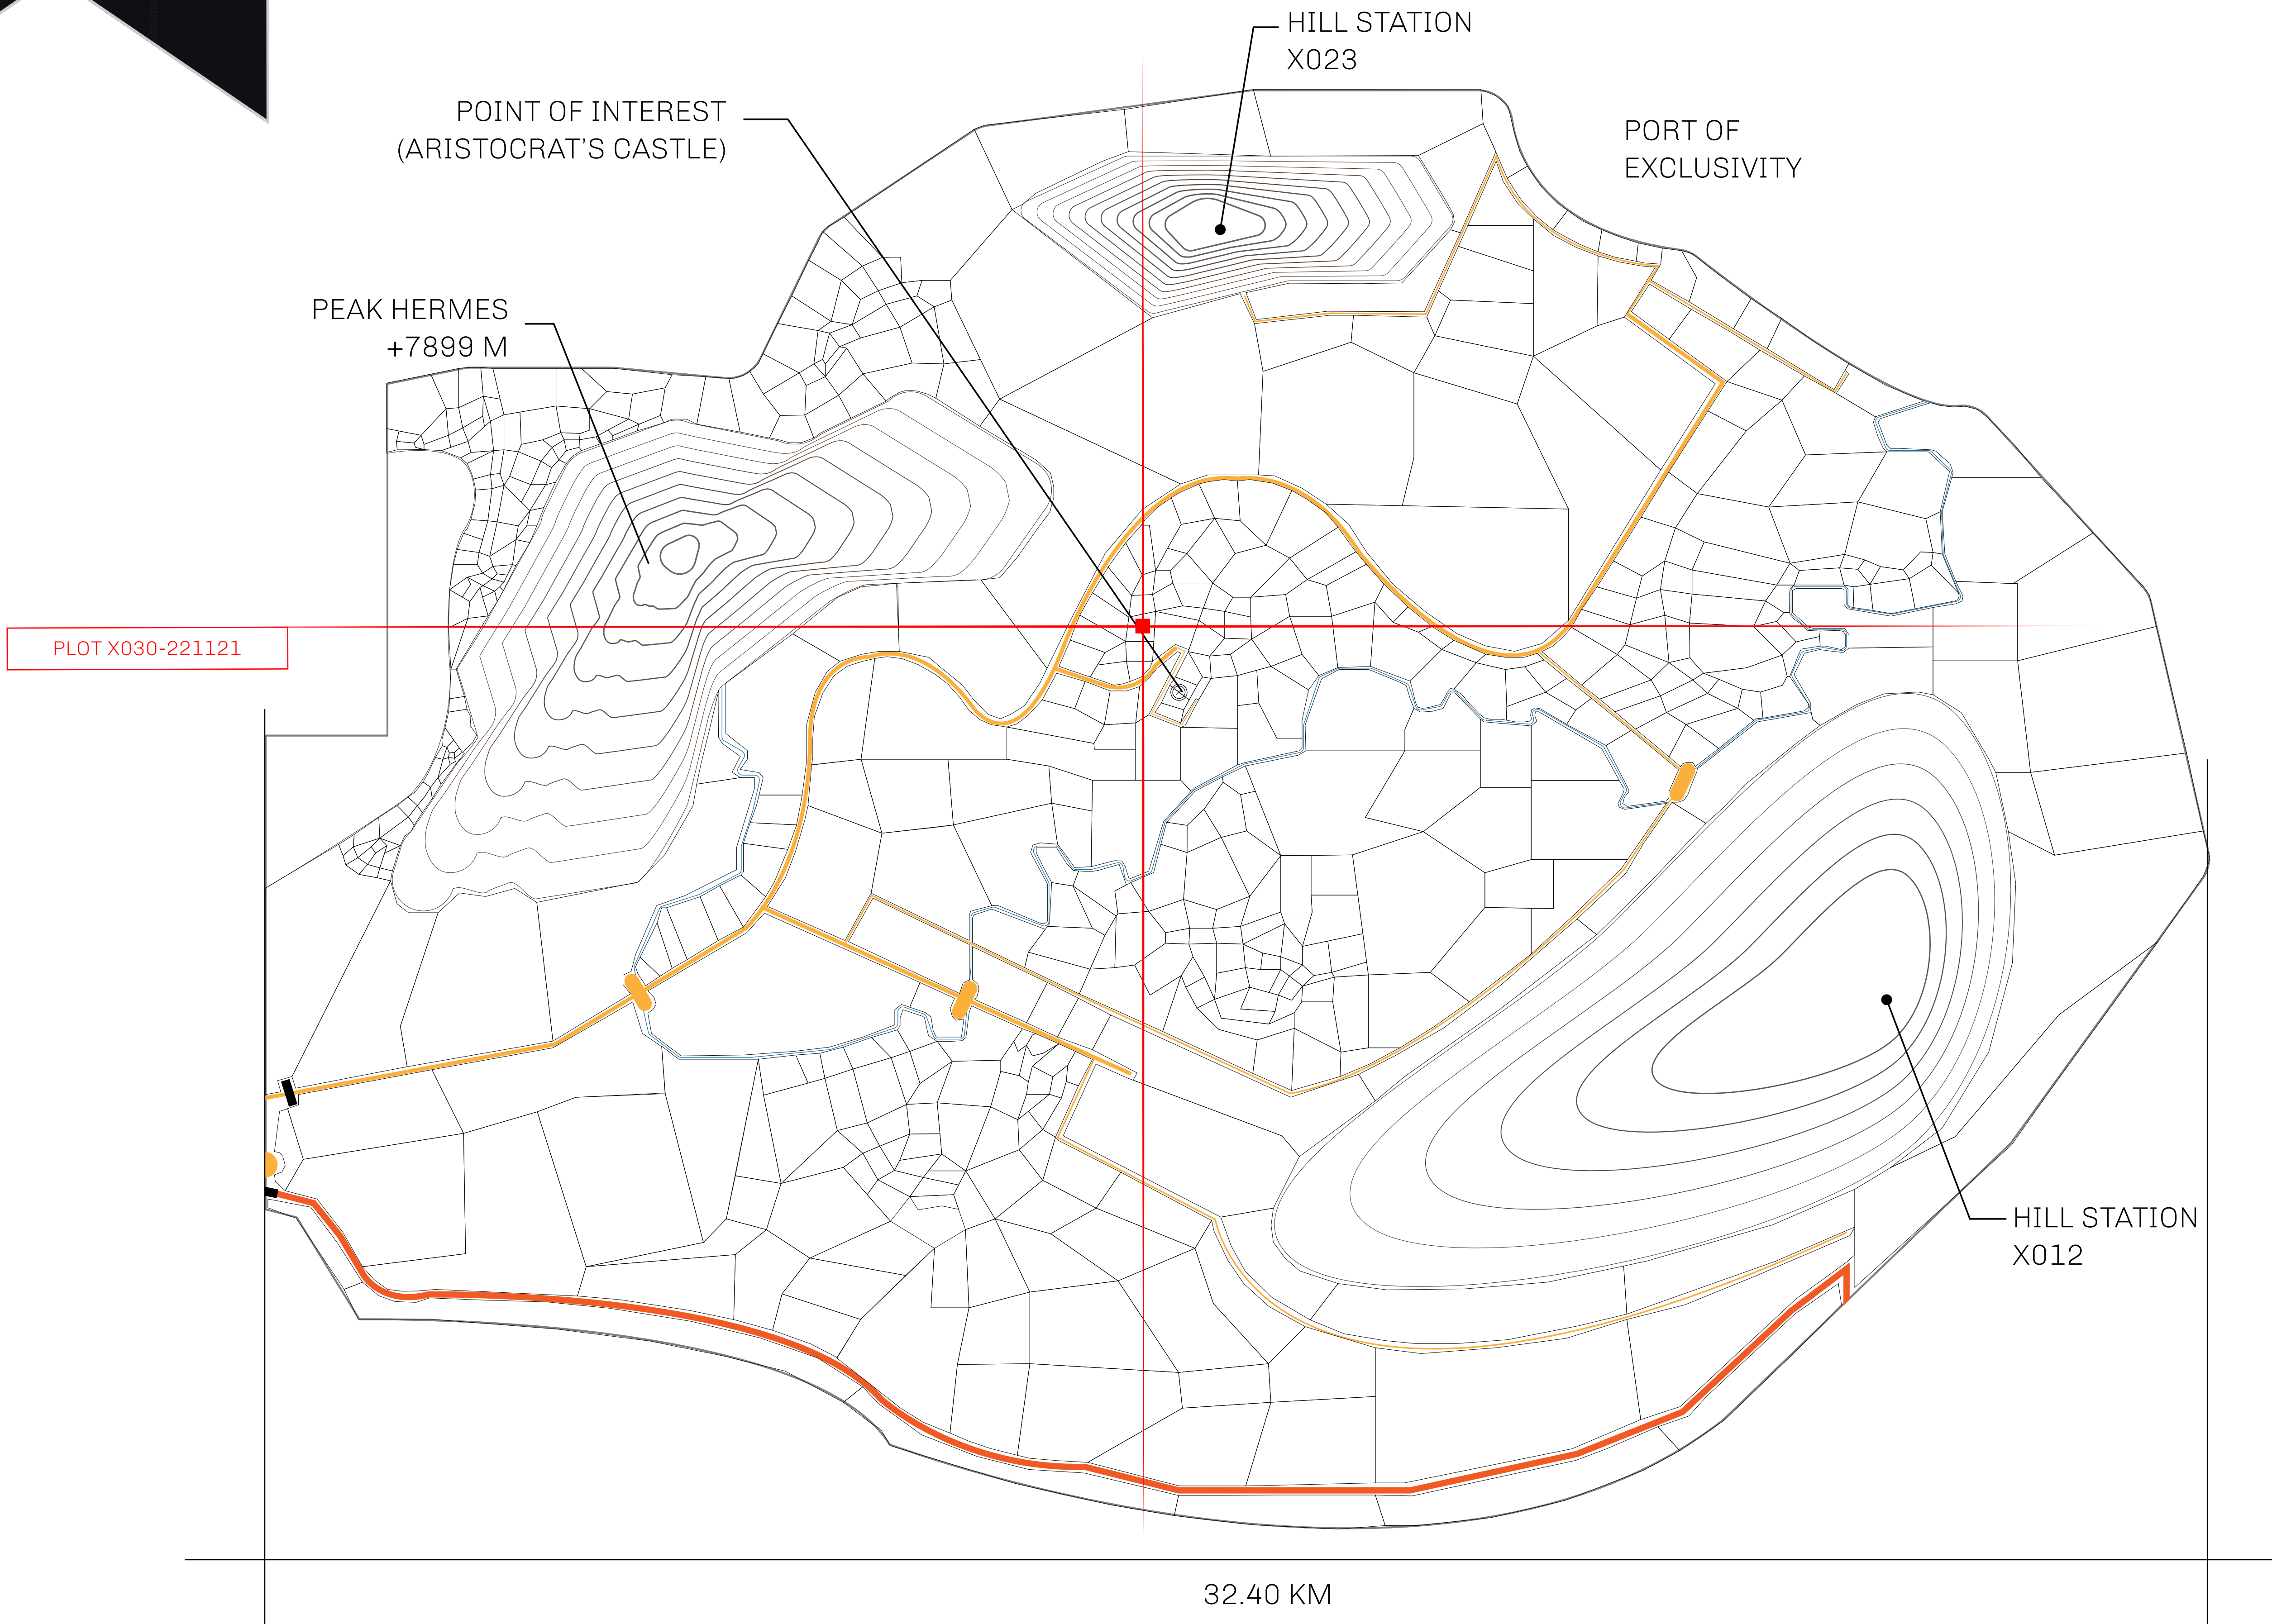 HILL STATION
X023
POINT OF INTEREST
(ARISTOCRAT'S CASTLE)
PORT OF
EXCLUSIVITY
PEAK HERMES
+7899 M
PLOT X030-221121
HILL STATION
X012
32.40 KM